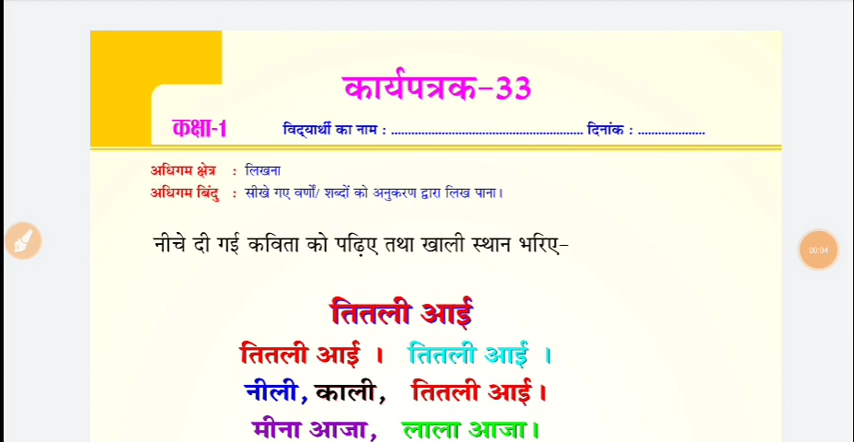 कार्यपत्रक-33
कक्षा-1 विद्यार्थी का नाम : ........................................................ दिनांक : ....................
अधिगम क्षेत्र : लिखना
अधिगम बिंदु : सीखे गए वर्णों/ शब्दों को अनुकरण द्वारा लिख पाना।
नीचे दी गई कविता को पढ़िए तथा खाली स्थान भरिए-
00:04
तितली आई
तितली आई । तितली आई ।
नीली, काली, तितली आई।
मीना आजा, लाला आजा।